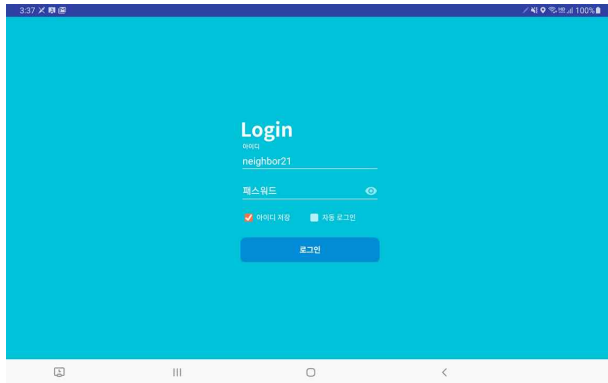 3:37
100%
Login
아이디
neighbor21
패스워드
아이디 저장 자동 로그인
로그인